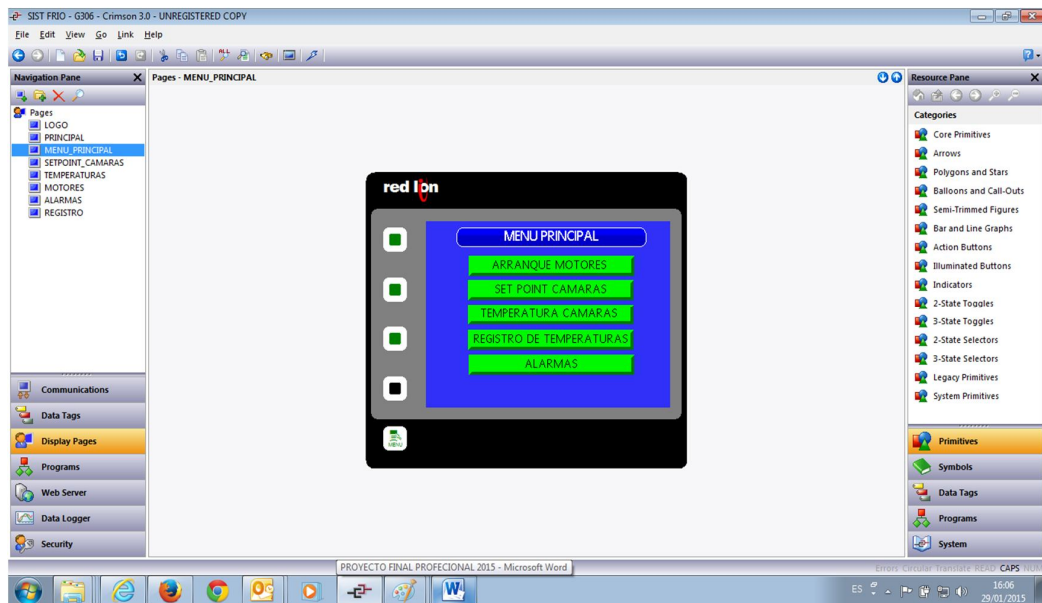 SIST FRIO - G306 - Crimson 3.0 - UNREGISTERED COPY
File Edit View Go Link Help
ALL
Navigation Pane
Pages - MENU_PRINCIPAL
Resource Pane
Pages
LOGO
PRINCIPAL
MENU_PRINCIPAL
SETPOINT_CAMARAS
TEMPERATURAS
MOTORES
ALARMAS
REGISTRO
Communications
Data Tags
Display Pages
Programs
Web Server
Data Logger
Security
red lion
MENU PRINCIPAL
ARRANQUE MOTORES
SET POINT CAMARAS
TEMPERATURA CAMARAS
REGISTRO DE TEMPERATURAS
ALARMAS
MENU
Categories
Core Primitives
Arrows
Polygons and Stars
Balloons and Call-Outs
Semi-Trimmed Figures
Bar and Line Graphs
Action Buttons
Illuminated Buttons
Indicators
2-State Toggles
3-State Toggles
2-State Selectors
3-State Selectors
Legacy Primitives
System Primitives
Primitives
Symbols
Data Tags
Programs
System
PROYECTO FINAL PROFECIONAL 2015 - Microsoft Word
Errors Circular Translate READ CAPS NUM
ES
16:06
29/01/2015